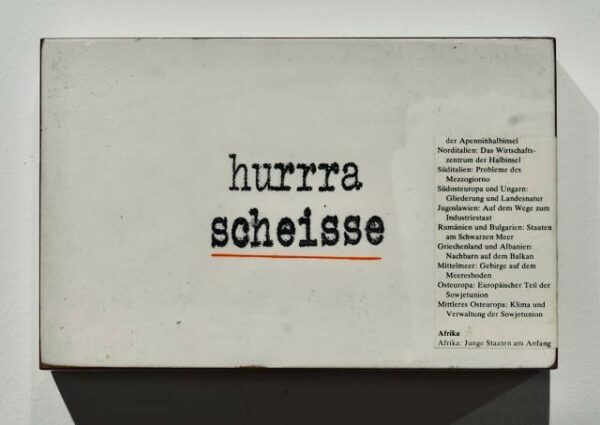 hurrra
scheisse
der Apenninhalbinsel
Norditalien: Das Wirtschafts-
zentrum der Halbinsel
Süditalien: Probleme des
Mezzogiorno
Südosteuropa und Ungarn:
Gliederung und Landesnatur
Jugoslawien: Auf dem Wege zum
Industriestaat
Rumänien und Bulgarien: Staaten
am Schwarzen Meer
Griechenland und Albanien:
Nachbarn auf dem Balkan
Mittelmeer: Gebirge auf dem
Meeresboden
Osteuropa: Europäischer Teil der
Sowjetunion
Mittleres Osteuropa: Klima und
Verwaltung der Sowjetunion
Afrika
Afrika: Junge Staaten am Anfang